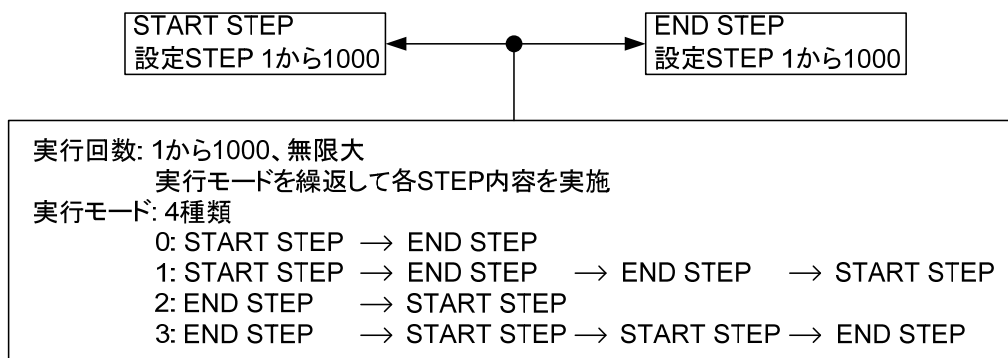 START STEP
設定STEP 1から1000
END STEP
設定STEP 1から1000
実行回数: 1から1000、無限大
実行モードを繰返して各STEP内容を実施
実行モード: 4種類
0: START STEP → END STEP
1: START STEP → END STEP → END STEP → START STEP
2: END STEP → START STEP
3: END STEP → START STEP → START STEP → END STEP